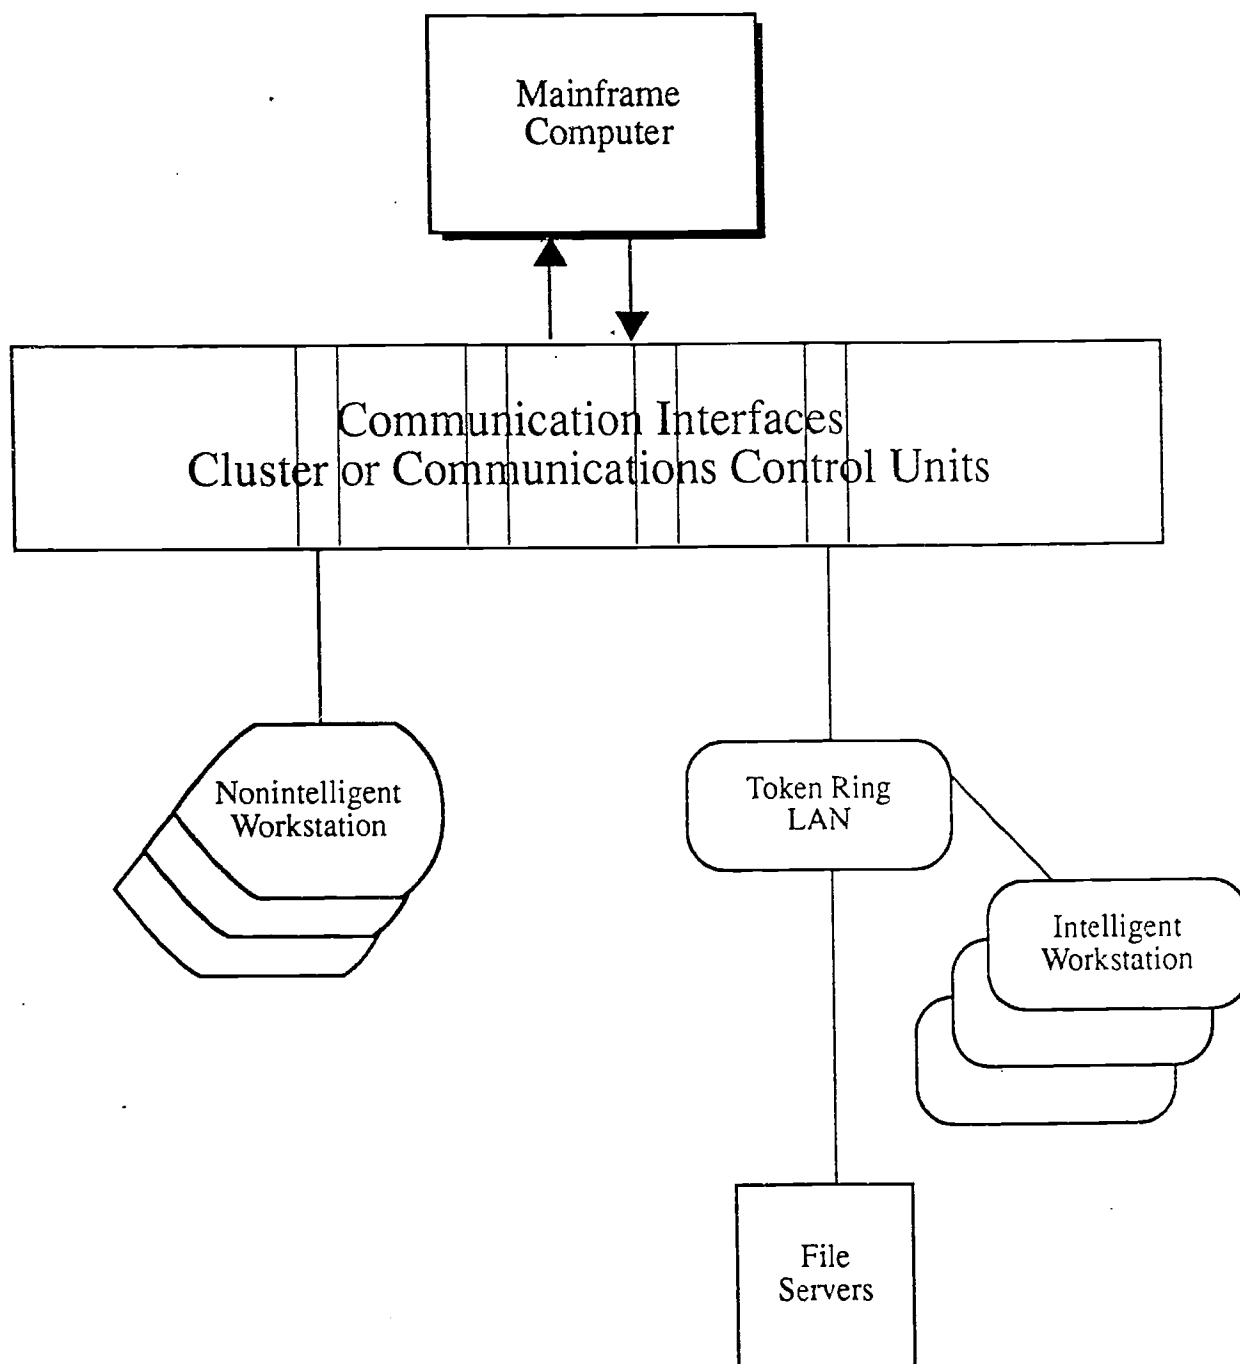 Mainframe
Computer
Communication Interfaces
Cluster or Communications Control Units
Nonintelligent
Workstation
Token Ring
LAN
Intelligent
Workstation
File
Servers